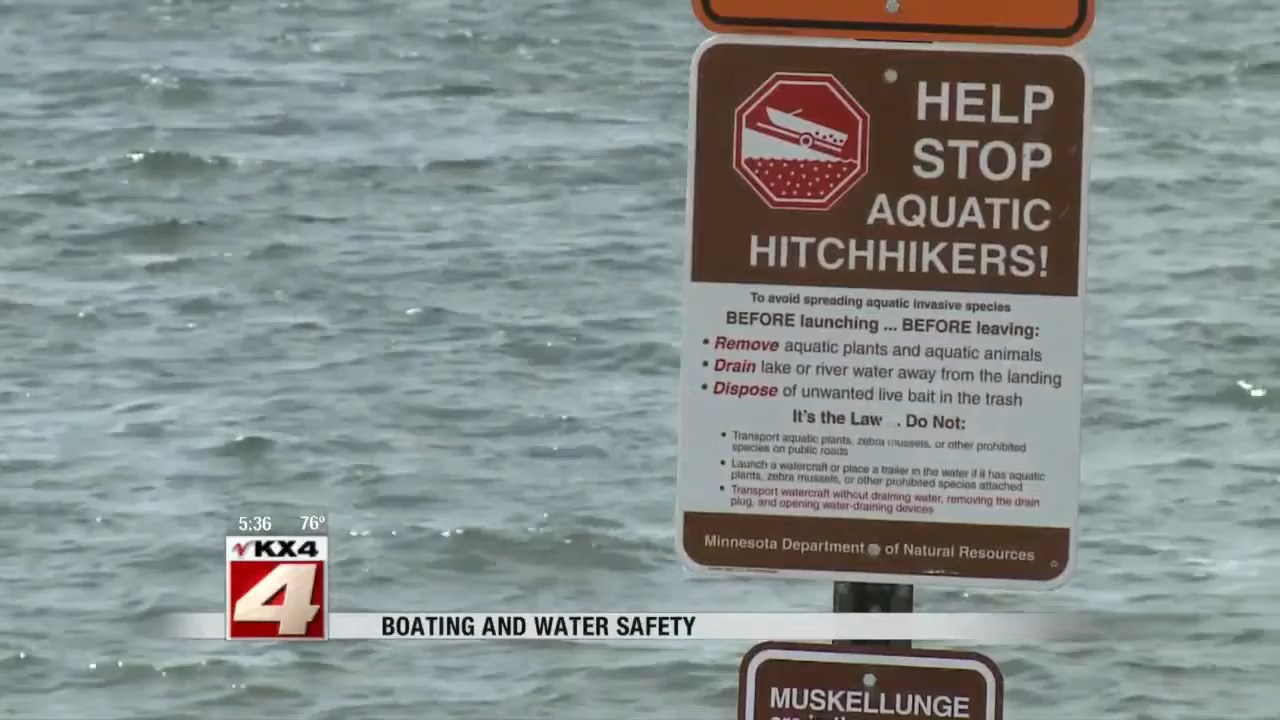 HELP
STOP
AQUATIC
HITCHHIKERS!
To avoid spreading aquatic invasive species
BEFORE launching ... BEFORE leaving:
• Remove aquatic plants and aquatic animals
• Drain lake or river water away from the landing
• Dispose of unwanted live bait in the trash
It's the Law . . Do Not:
• Transport aquatic plants, zebra mussels, or other prohibited
species on public roads
• Launch a watercraft or place a trailer in the water if it has aquatic
plants, zebra mussels, or other prohibited species attached
• Transport watercraft without draining water, removing the drain
plug, and opening water-draining devices
Minnesota Department of Natural Resources
5:36 76°
KX4
4
BOATING AND WATER SAFETY
MUSKELLUNGE